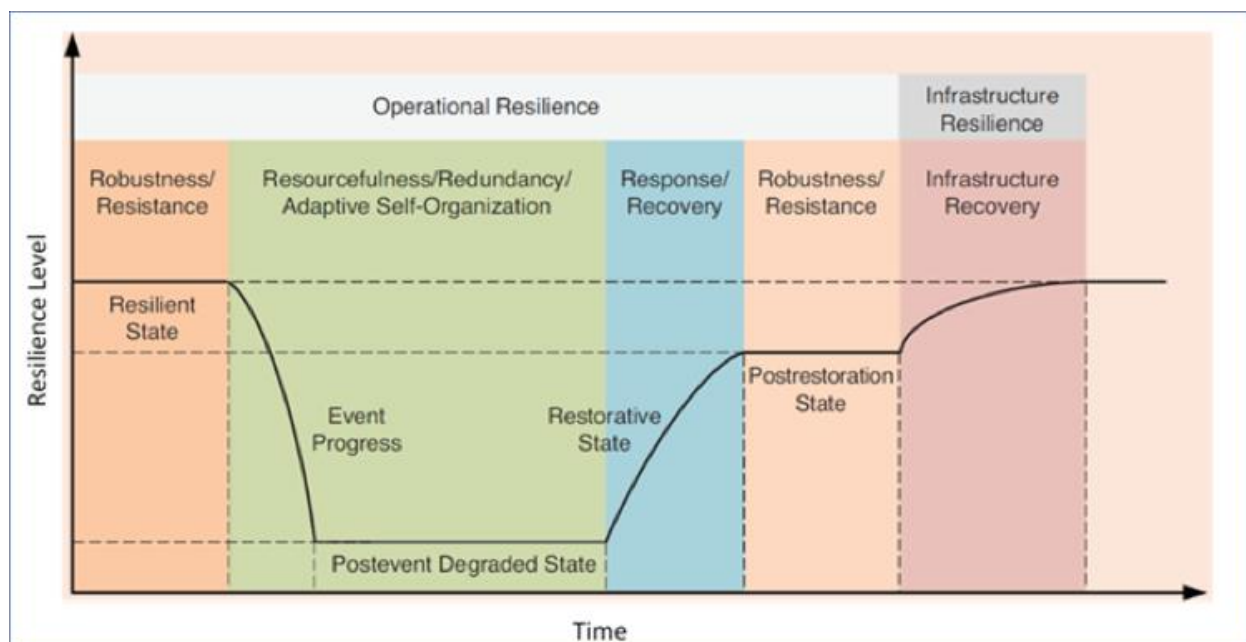 Operational Resilience
Infrastructure
Resilience
Robustness/
Resistance
Resourcefulness/Redundancy/
Adaptive Self-Organization
Response/
Recovery
Robustness/
Resistance
Infrastructure
Recovery
Resilience Level
Resilient
State
Event
Progress
Restorative
State
Postrestoration
State
Postevent Degraded State
Time